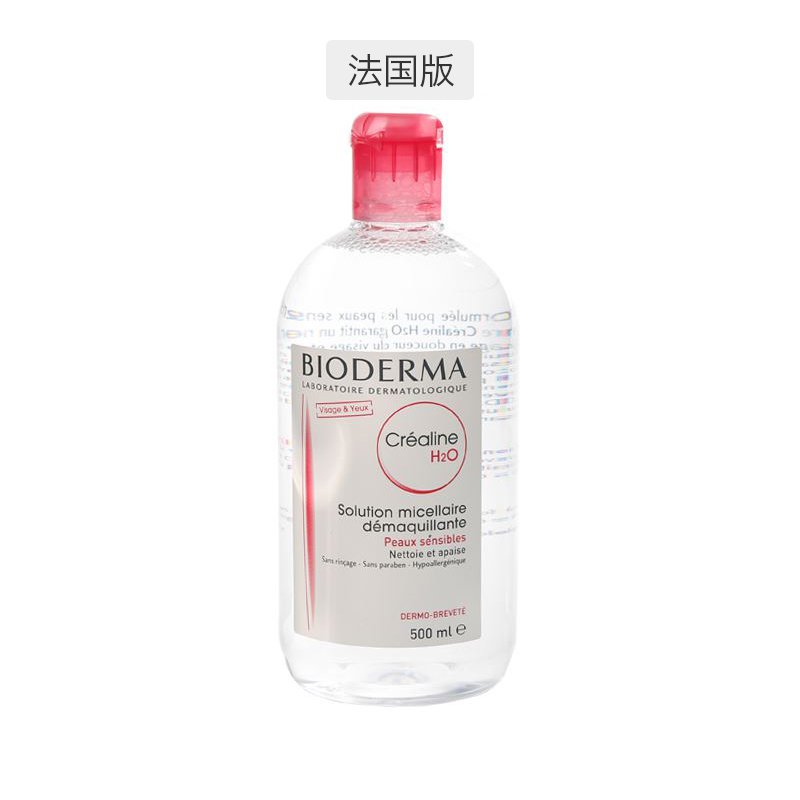 法国版
BIODERMA
LABORATOIRE DERMATOLOGIQUE
Visage & Yeux
Créaline
H2O
Solution micellaire
démaquillante
Peaux sensibles
Nettoie et apaise
Sans rinçage - Sans paraben - Hypoallergénique
DERMO-BREVETÉ
500 ml ℮